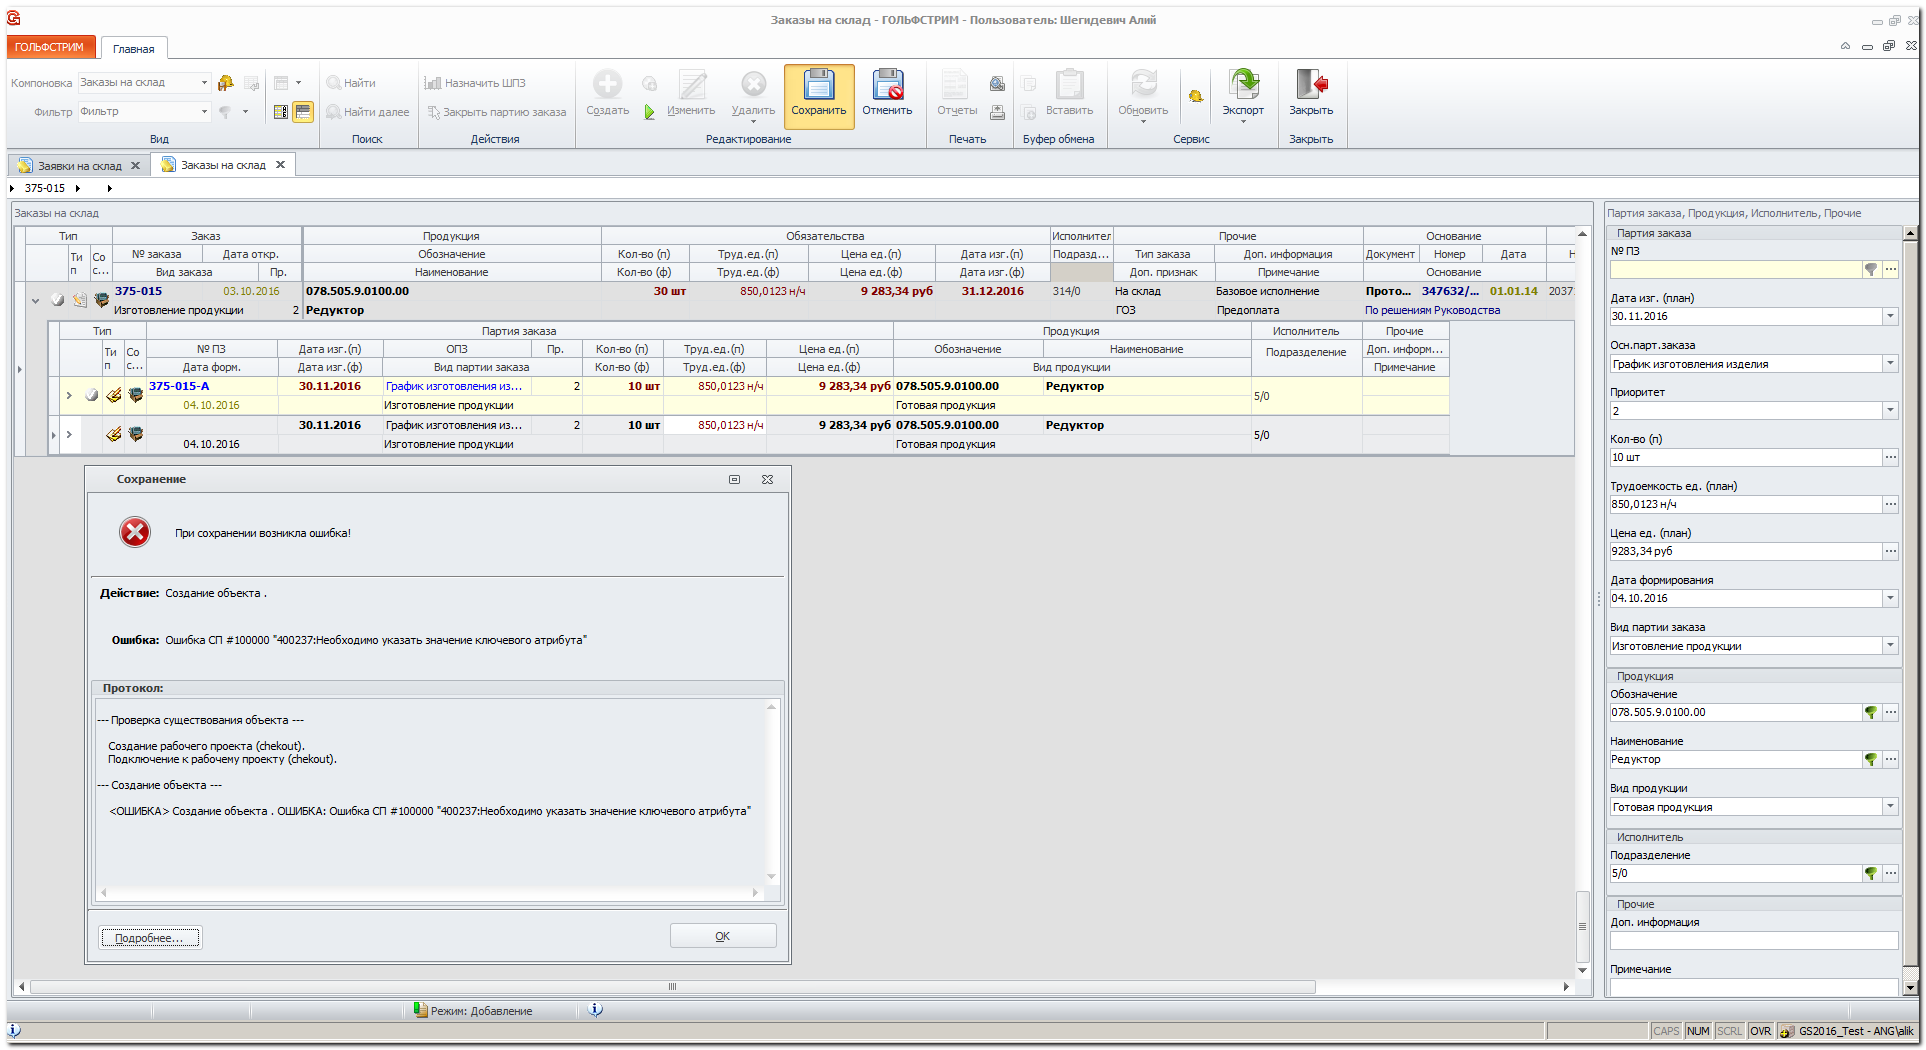 Заказы на склад - ГОЛЬФСТРИМ - Пользователь: Шегидевич Алий
ГОЛЬФСТРИМ Главная
Компоновка Заказы на склад
Фильтр Фильтр
Вид
Найти
Найти далее
Поиск
Назначить ШПЗ
Закрыть партию заказа
Действия
Создать Изменить Удалить Сохранить Отменить
Редактирование
Отчеты
Печать
Вставить
Буфер обмена
Обновить Экспорт
Сервис
Закрыть
Закрыть
Заявки на склад Заказы на склад
375-015
Заказы на склад
Тип Заказ Продукция Обязательства Исполнител Прочие Основание
Ти п Со с... № заказа Дата откр. Обозначение Кол-во (п) Труд.ед.(п) Цена ед.(п) Дата изг.(п) Подразд... Тип заказа Доп. информация Документ Номер Дата Н
Вид заказа Пр. Наименование Кол-во (ф) Труд.ед.(ф) Цена ед.(ф) Дата изг.(ф) Доп. признак Примечание Основание
375-015 03.10.2016 078.505.9.0100.00 30 шт 850,0123 н/ч 9 283,34 руб 31.12.2016 314/0 На склад Базовое исполнение Прото... 347632/... 01.01.14 2037
Изготовление продукции 2 Редуктор ГОЗ Предоплата По решениям Руководства
Тип Партия заказа Продукция Исполнитель Прочие
Ти п Со с... № ПЗ Дата изг.(п) ОПЗ Пр. Кол-во (п) Труд.ед.(п) Цена ед.(п) Обозначение Наименование Подразделение Доп. информ...
Дата форм. Дата изг.(ф) Вид партии заказа Кол-во (ф) Труд.ед.(ф) Цена ед.(ф) Вид продукции Примечание
375-015-А 30.11.2016 График изготовления из... 2 10 шт 850,0123 н/ч 9 283,34 руб 078.505.9.0100.00 Редуктор 5/0
04.10.2016 Изготовление продукции Готовая продукция
30.11.2016 График изготовления из... 2 10 шт 850,0123 н/ч 9 283,34 руб 078.505.9.0100.00 Редуктор 5/0
04.10.2016 Изготовление продукции Готовая продукция
Сохранение
При сохранении возникла ошибка!
Действие: Создание объекта .
Ошибка: Ошибка СП #100000 "400237:Необходимо указать значение ключевого атрибута"
Протокол:
--- Проверка существования объекта ---
Создание рабочего проекта (chekout).
Подключение к рабочему проекту (chekout).
--- Создание объекта ---
<ОШИБКА> Создание объекта . ОШИБКА: Ошибка СП #100000 "400237:Необходимо указать значение ключевого атрибута"
Подробнее... OK
Партия заказа, Продукция, Исполнитель, Прочие
Партия заказа
№ ПЗ
Дата изг. (план)
30.11.2016
Осн.парт.заказа
График изготовления изделия
Приоритет
2
Кол-во (п)
10 шт
Трудоемкость ед. (план)
850,0123 н/ч
Цена ед. (план)
9283,34 руб
Дата формирования
04.10.2016
Вид партии заказа
Изготовление продукции
Продукция
Обозначение
078.505.9.0100.00
Наименование
Редуктор
Вид продукции
Готовая продукция
Исполнитель
Подразделение
5/0
Прочие
Доп. информация
Примечание
Режим: Добавление
CAPS NUM SCRL OVR GS2016_Test - ANG\alik